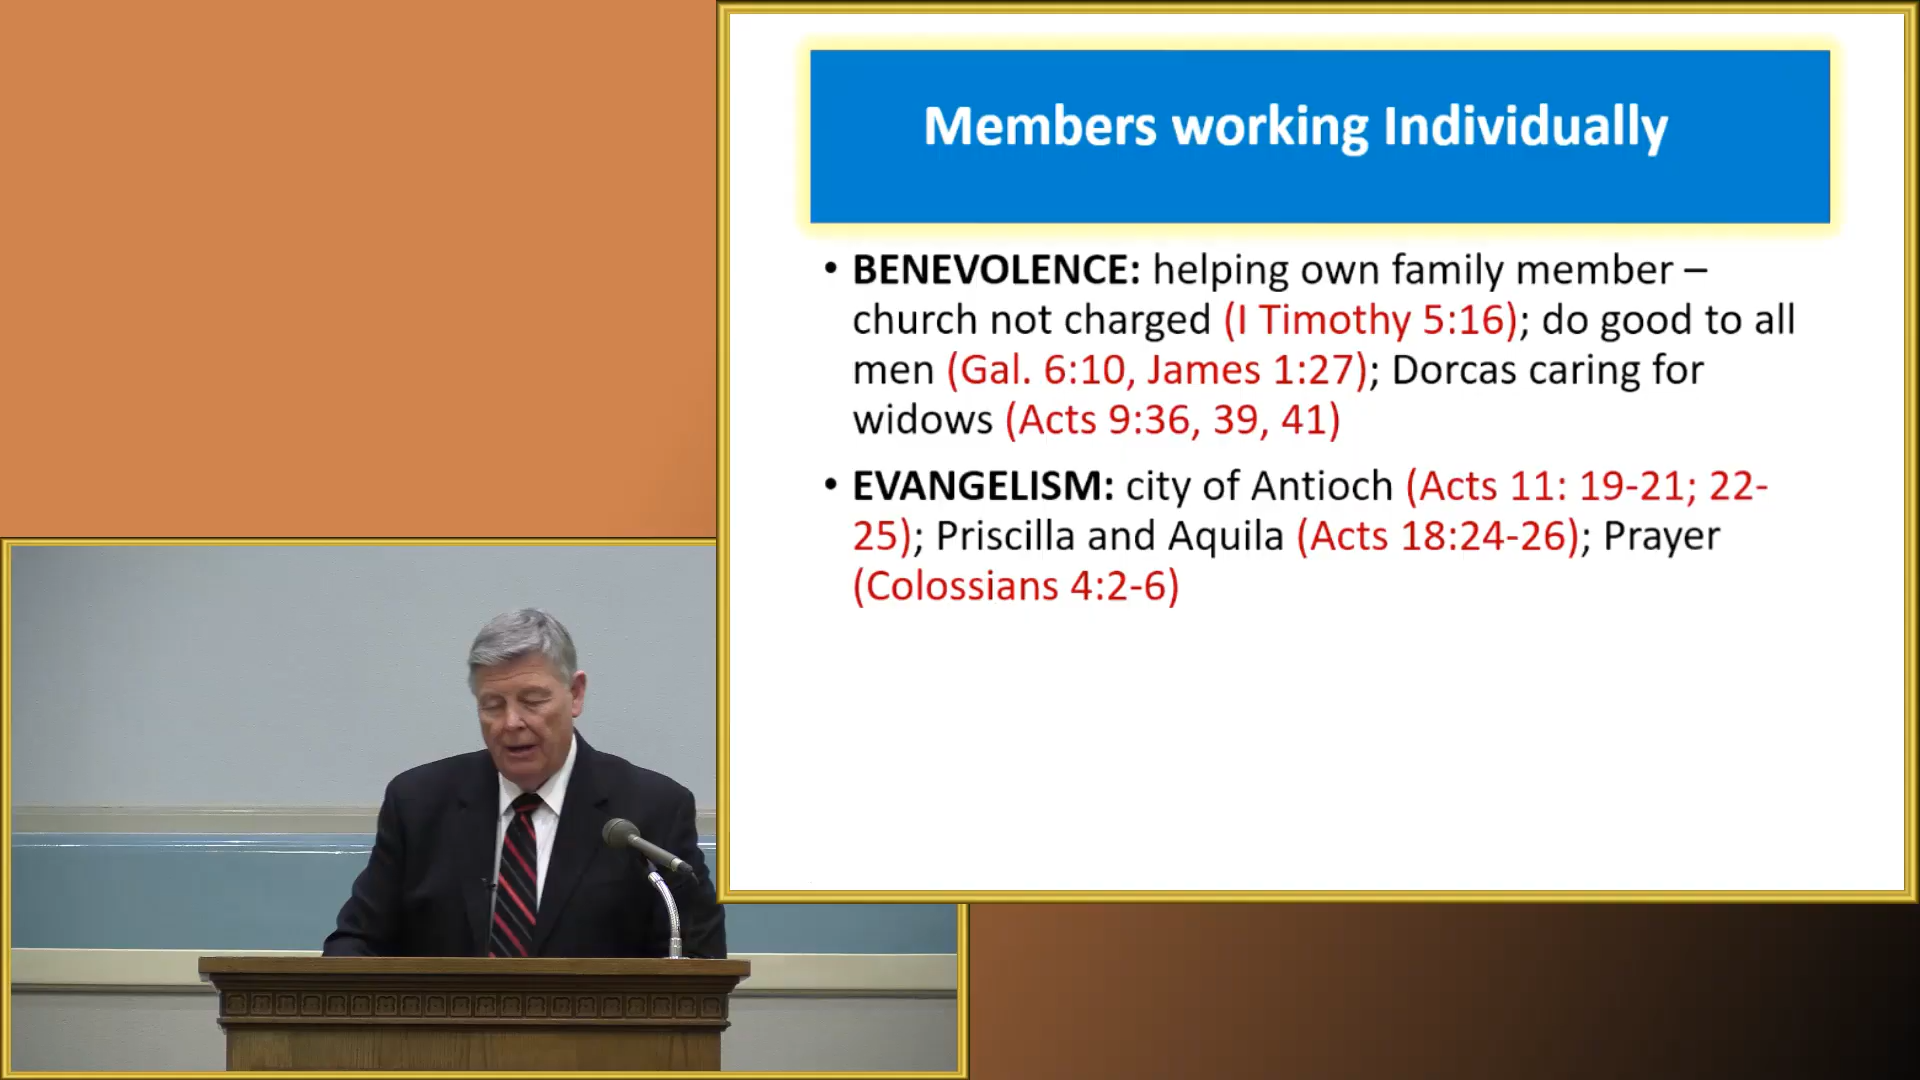 Members working Individually
• BENEVOLENCE: helping own family member –
church not charged (I Timothy 5:16); do good to all
men (Gal. 6:10, James 1:27); Dorcas caring for
widows (Acts 9:36, 39, 41)
• EVANGELISM: city of Antioch (Acts 11: 19-21; 22-
25); Priscilla and Aquila (Acts 18:24-26); Prayer
(Colossians 4:2-6)